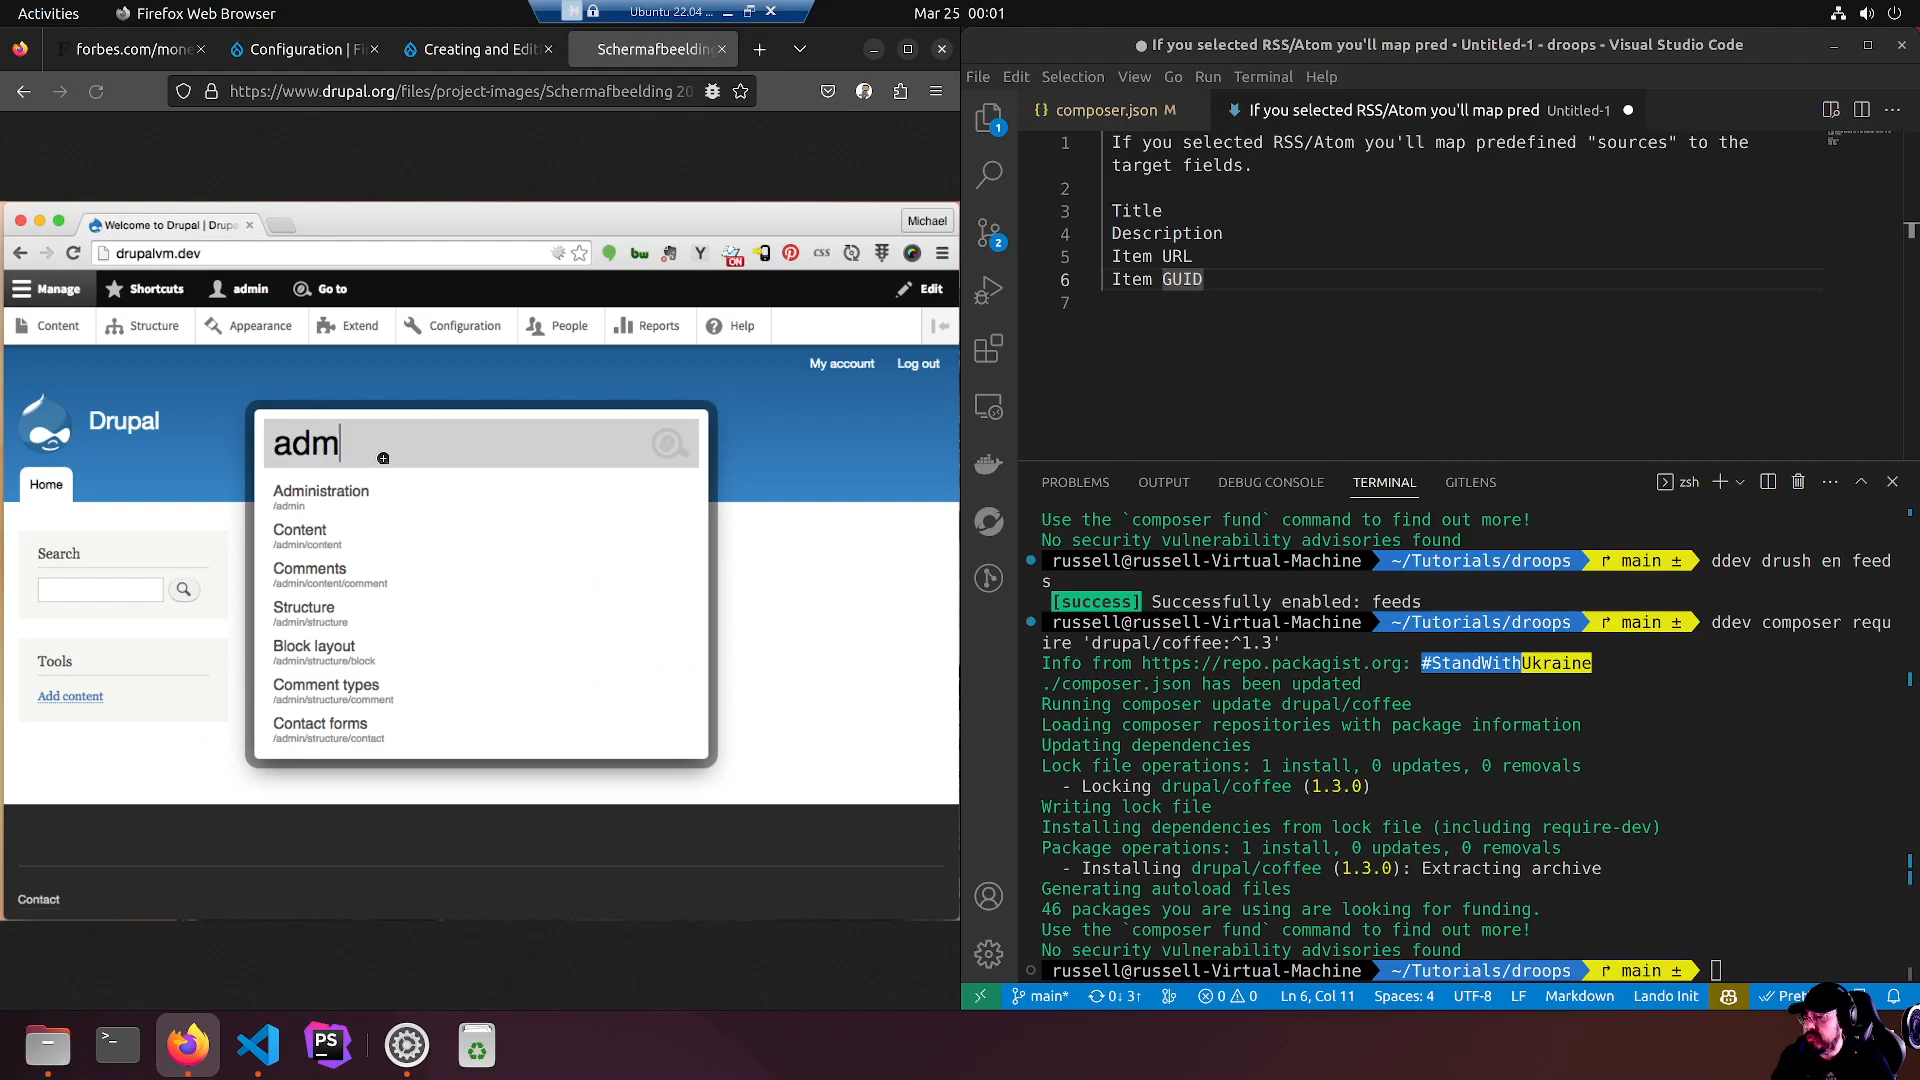 Activities
Firefox Web Browser
Ubuntu 22.04 ...
Mar 25 00:01
forbes.com/mone
Configuration | Fi
Creating and Edit
Schermafbeelding
https://www.drupal.org/files/project-images/Schermafbeelding 20
Welcome to Drupal | Drupa
Michael
drupalvm.dev
bw
Y
ON
css
Manage
Shortcuts
admin
Go to
Edit
Content
Structure
Appearance
Extend
Configuration
People
Reports
Help
My account
Log out
Drupal
Home
adm
Administration
/admin
Content
/admin/content
Comments
/admin/content/comment
Structure
/admin/structure
Block layout
/admin/structure/block
Comment types
/admin/structure/comment
Contact forms
/admin/structure/contact
Search
Tools
Add content
Contact
PS
● If you selected RSS/Atom you'll map pred • Untitled-1 - droops - Visual Studio Code
File Edit Selection View Go Run Terminal Help
{} composer.json M
If you selected RSS/Atom you'll map pred Untitled-1
1
2
1 If you selected RSS/Atom you'll map predefined "sources" to the
target fields.
2
3 Title
4 Description
5 Item URL
6 Item GUID
7
PROBLEMS OUTPUT DEBUG CONSOLE TERMINAL GITLENS
zsh
Use the `composer fund` command to find out more!
No security vulnerability advisories found
russell@russell-Virtual-Machine ~/Tutorials/droops main ± ddev drush en feed
s
[success] Successfully enabled: feeds
russell@russell-Virtual-Machine ~/Tutorials/droops main ± ddev composer requ
ire 'drupal/coffee:^1.3'
Info from https://repo.packagist.org: #StandWithUkraine
./composer.json has been updated
Running composer update drupal/coffee
Loading composer repositories with package information
Updating dependencies
Lock file operations: 1 install, 0 updates, 0 removals
- Locking drupal/coffee (1.3.0)
Writing lock file
Installing dependencies from lock file (including require-dev)
Package operations: 1 install, 0 updates, 0 removals
- Installing drupal/coffee (1.3.0): Extracting archive
Generating autoload files
46 packages you are using are looking for funding.
Use the `composer fund` command to find out more!
No security vulnerability advisories found
russell@russell-Virtual-Machine ~/Tutorials/droops main ±
main* 0↓ 3↑ 0 0 Ln 6, Col 11 Spaces: 4 UTF-8 LF Markdown Lando Init